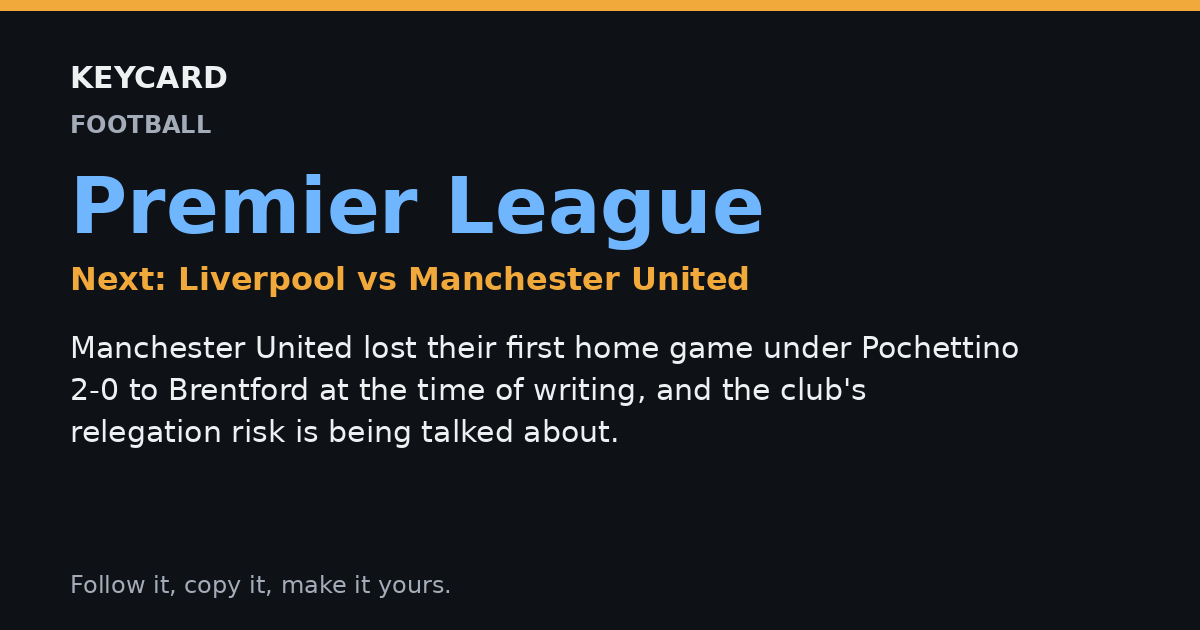 KEYCARD
FOOTBALL
Premier League
Next: Liverpool vs Manchester United
Manchester United lost their first home game under Pochettino
2-0 to Brentford at the time of writing, and the club's
relegation risk is being talked about.
Follow it, copy it, make it yours.